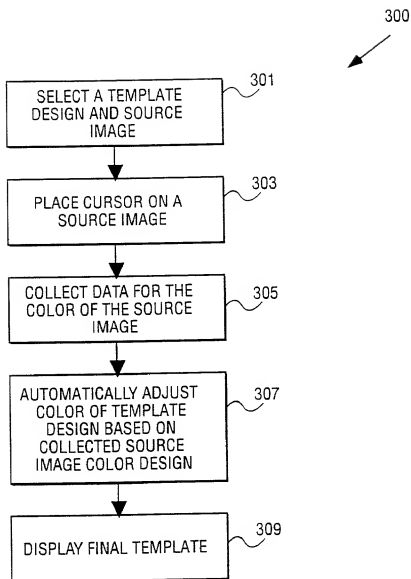 300
301
SELECT A TEMPLATE
DESIGN AND SOURCE
IMAGE
303
PLACE CURSOR ON A
SOURCE IMAGE
305
COLLECT DATA FOR THE
COLOR OF THE SOURCE
IMAGE
307
AUTOMATICALLY ADJUST
COLOR OF TEMPLATE
DESIGN BASED ON
COLLECTED SOURCE
IMAGE COLOR DESIGN
309
DISPLAY FINAL TEMPLATE